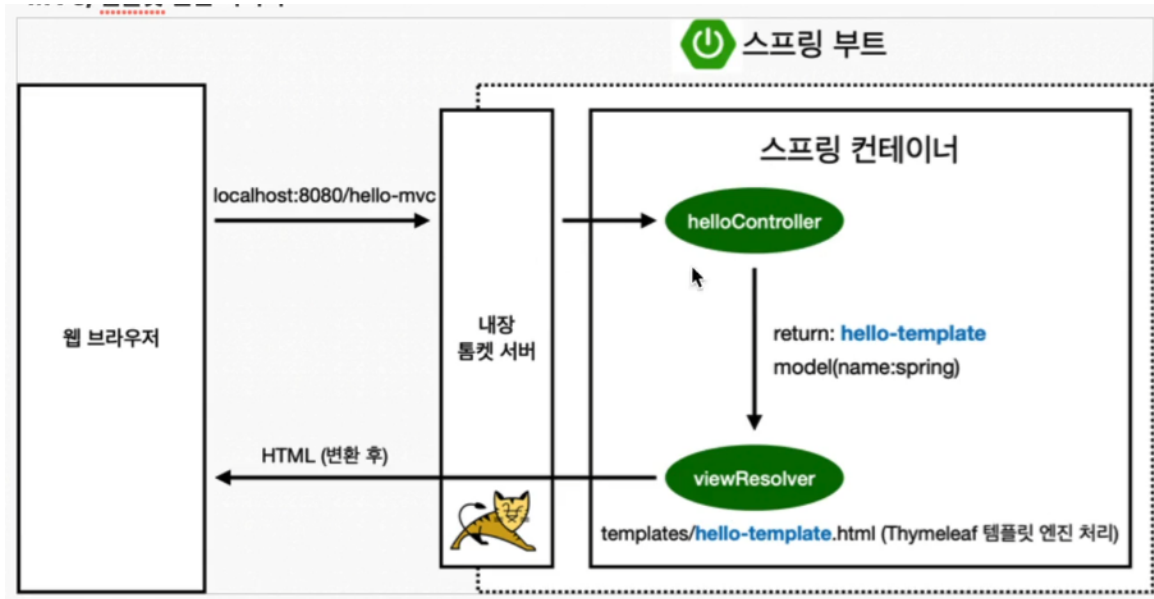 스프링 부트
스프링 컨테이너
localhost:8080/hello-mvc
helloController
웹 브라우저
내장
톰켓 서버
return: hello-template
model(name:spring)
HTML (변환 후)
viewResolver
templates/hello-template.html (Thymeleaf 템플릿 엔진 처리)